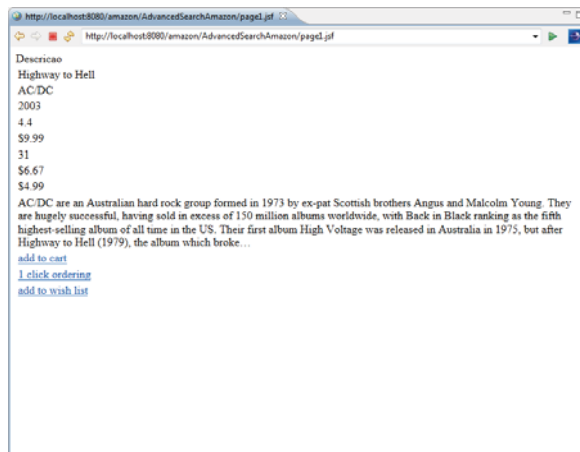 http://localhost:8080/amazon/AdvancedSearchAmazon/page1.jsf
http://localhost:8080/amazon/AdvancedSearchAmazon/page1.jsf
Descricao
Highway to Hell
AC/DC
2003
4.4
$9.99
31
$6.67
$4.99
AC/DC are an Australian hard rock group formed in 1973 by ex-pat Scottish brothers Angus and Malcolm Young. They
are hugely successful, having sold in excess of 150 million albums worldwide, with Back in Black ranking as the fifth
highest-selling album of all time in the US. Their first album High Voltage was released in Australia in 1975, but after
Highway to Hell (1979), the album which broke…
add to cart
1 click ordering
add to wish list